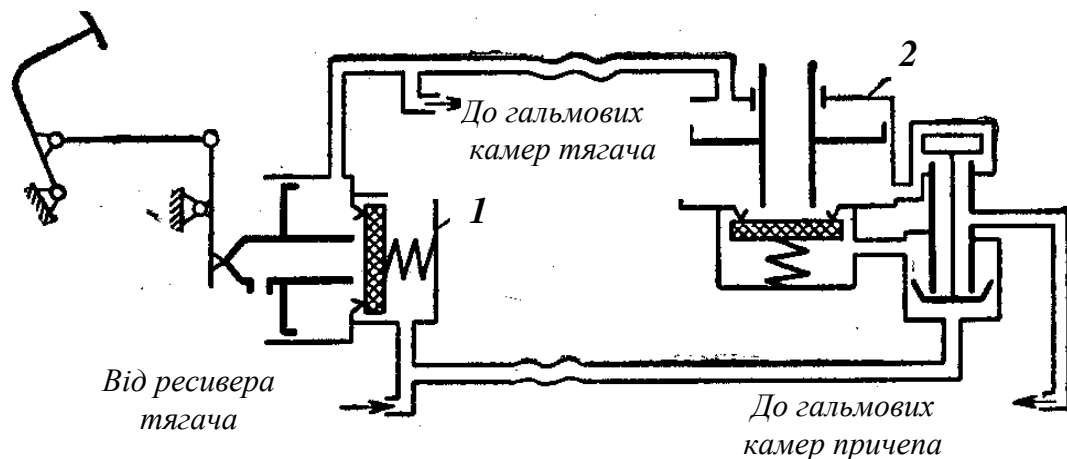 2
До гальмових
камер тягача
1
Від ресивера
тягача
До гальмових
камер причепа